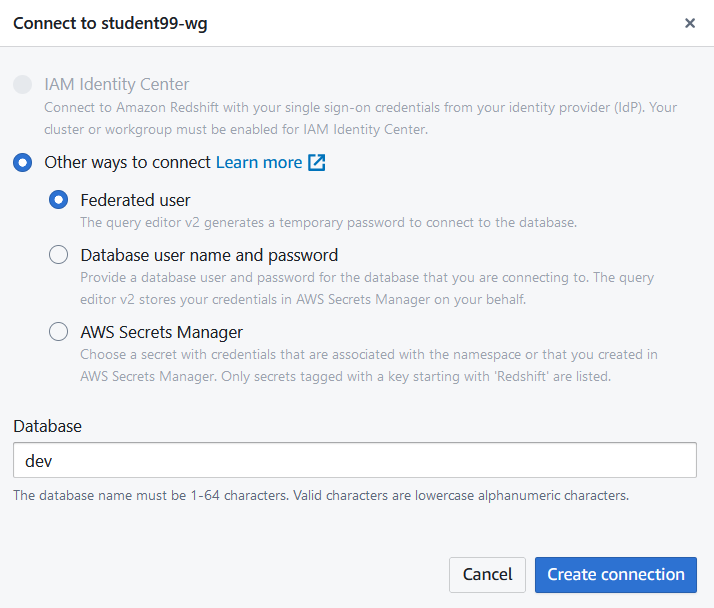 Connect to student99-wg
IAM Identity Center
Connect to Amazon Redshift with your single sign-on credentials from your identity provider (IdP). Your
cluster or workgroup must be enabled for IAM Identity Center.
Other ways to connect Learn more
Federated user
The query editor v2 generates a temporary password to connect to the database.
Database user name and password
Provide a database user and password for the database that you are connecting to. The query
editor v2 stores your credentials in AWS Secrets Manager on your behalf.
AWS Secrets Manager
Choose a secret with credentials that are associated with the namespace or that you created in
AWS Secrets Manager. Only secrets tagged with a key starting with 'Redshift' are listed.
Database
dev
The database name must be 1-64 characters. Valid characters are lowercase alphanumeric characters.
Cancel Create connection